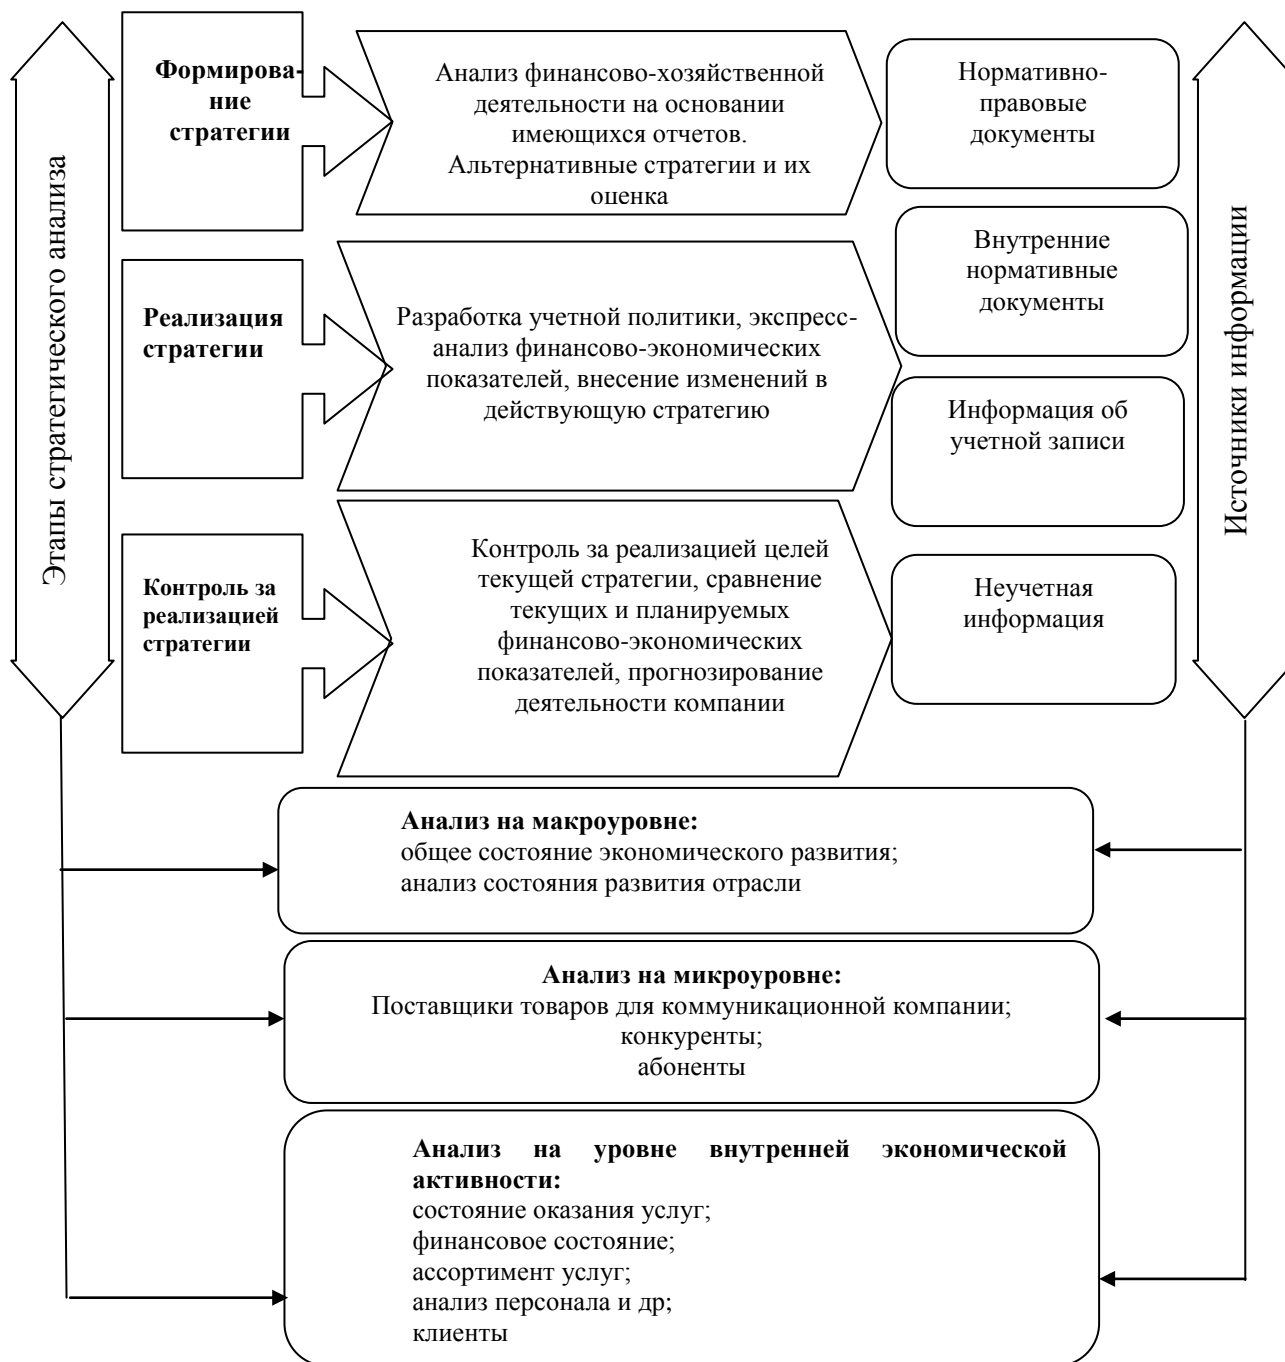 Этапы стратегического анализа
Формирова-
ние
стратегии
Анализ финансово-хозяйственной
деятельности на основании
имеющихся отчетов.
Альтернативные стратегии и их
оценка
Нормативно-
правовые
документы
Внутренние
нормативные
документы
Реализация
стратегии
Разработка учетной политики, экспресс-
анализ финансово-экономических
показателей, внесение изменений в
действующую стратегию
Информация об
учетной записи
Контроль за
реализацией
стратегии
Контроль за реализацией целей
текущей стратегии, сравнение
текущих и планируемых
финансово-экономических
показателей, прогнозирование
деятельности компании
Неучетная
информация
Источники информации
Анализ на макроуровне:
общее состояние экономического развития;
анализ состояния развития отрасли
Анализ на микроуровне:
Поставщики товаров для коммуникационной компании;
конкуренты;
абоненты
Анализ на уровне внутренней экономической
активности:
состояние оказания услуг;
финансовое состояние;
ассортимент услуг;
анализ персонала и др;
клиенты